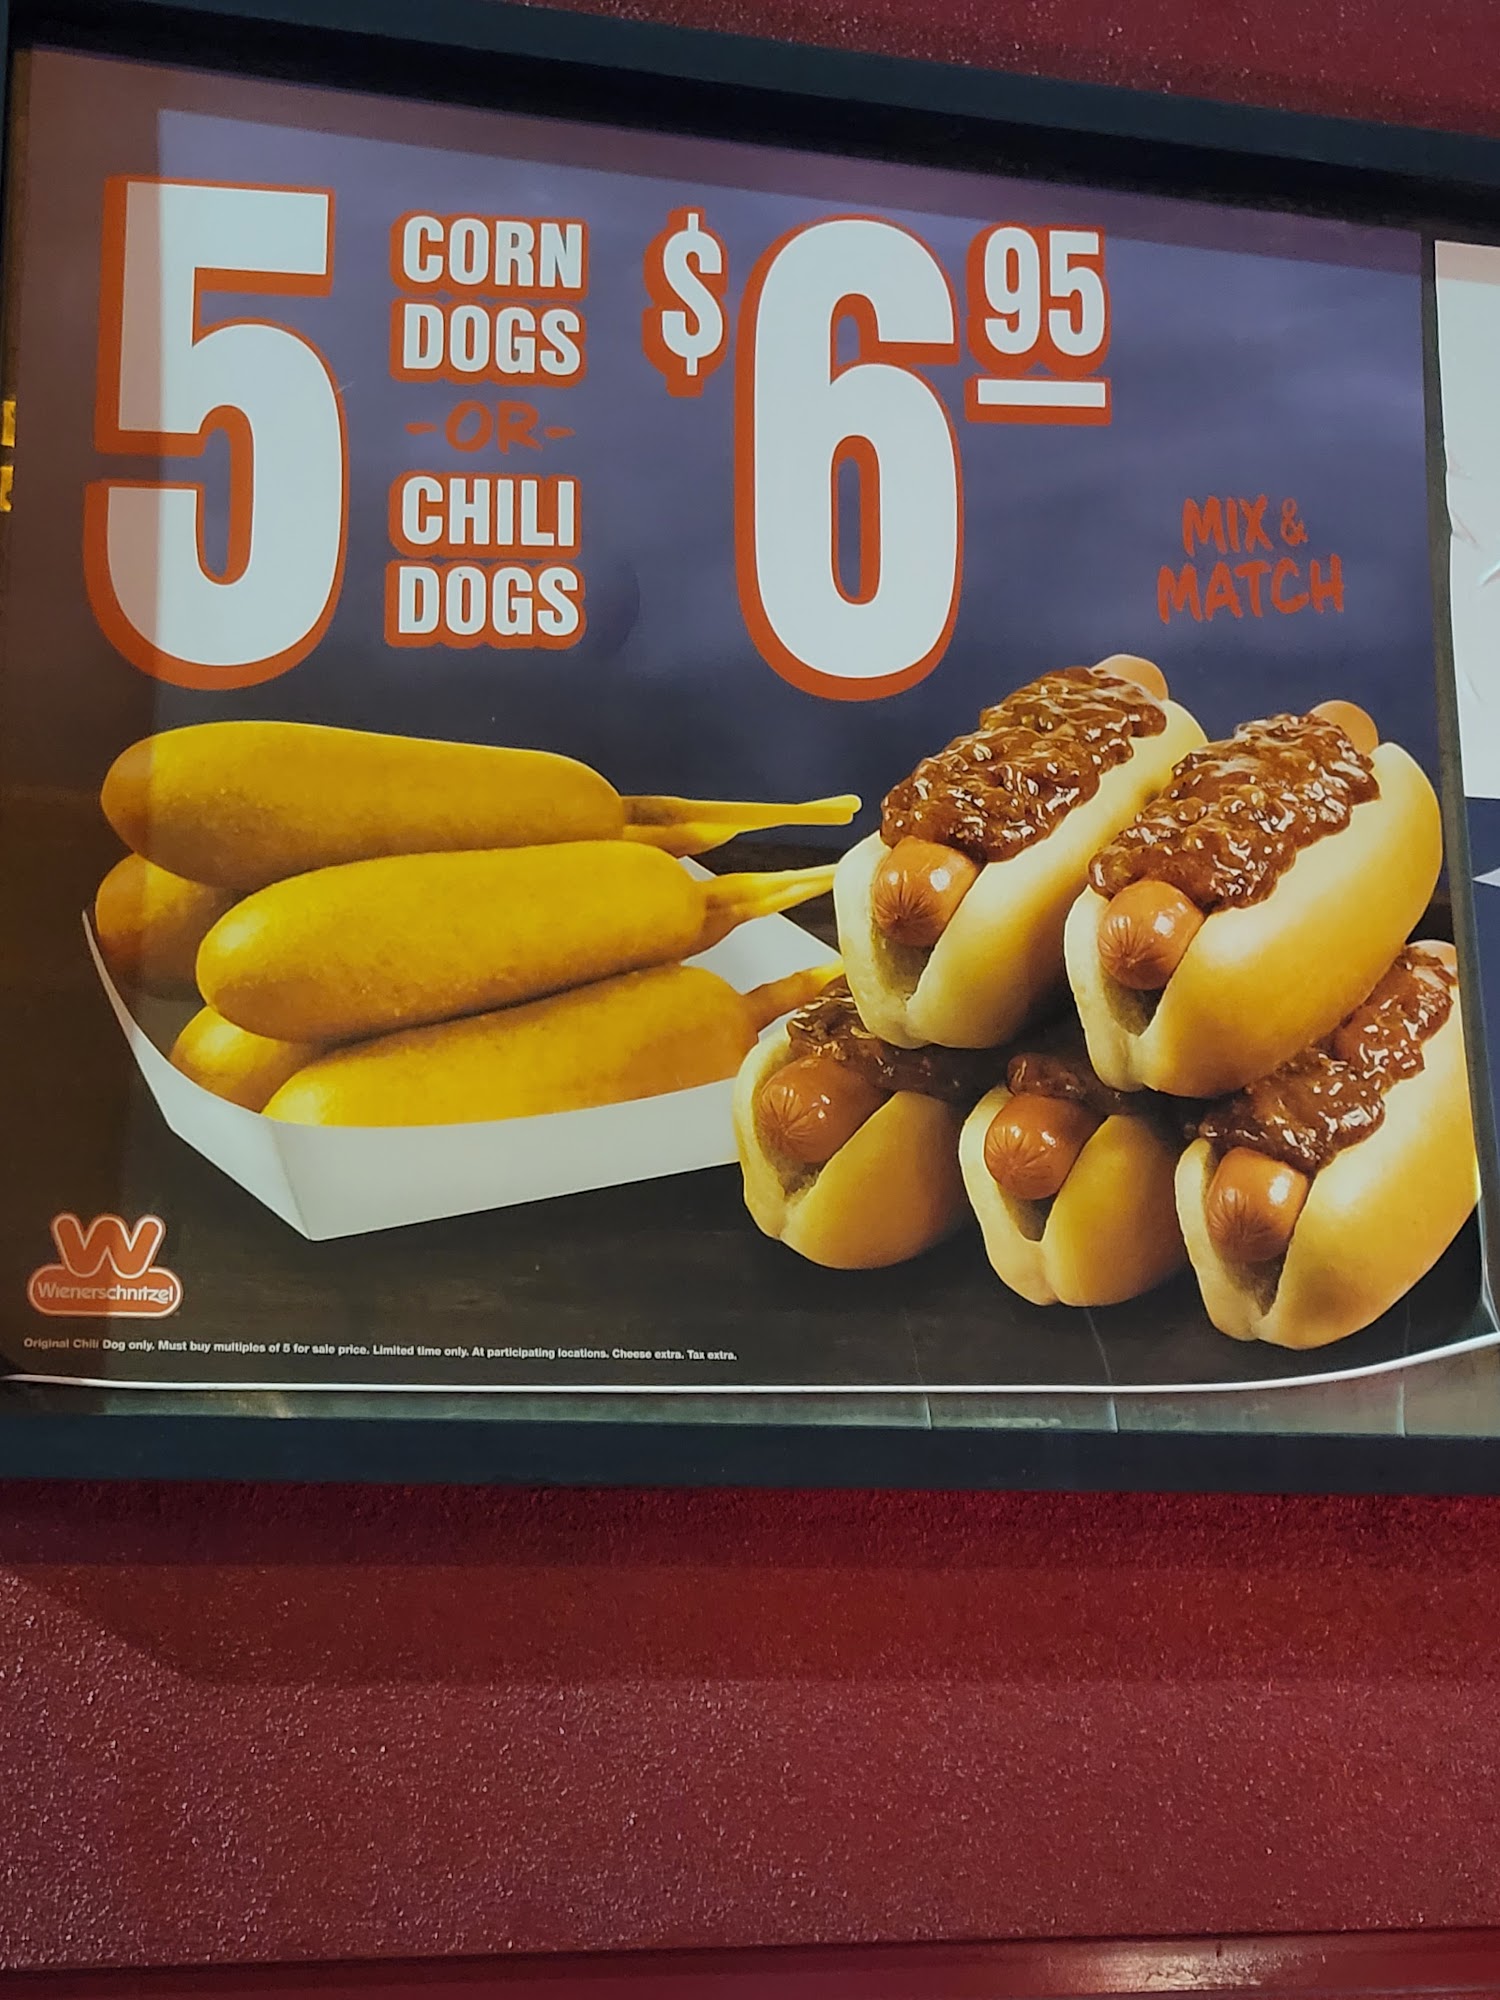 5
CORN
DOGS
-OR-
CHILI
DOGS
$6 95
MIX &
MATCH
W
Wienerschnitzel
Original Chili Dog only. Must buy multiples of 5 for sale price. Limited time only. At participating locations. Cheese extra. Tax extra.